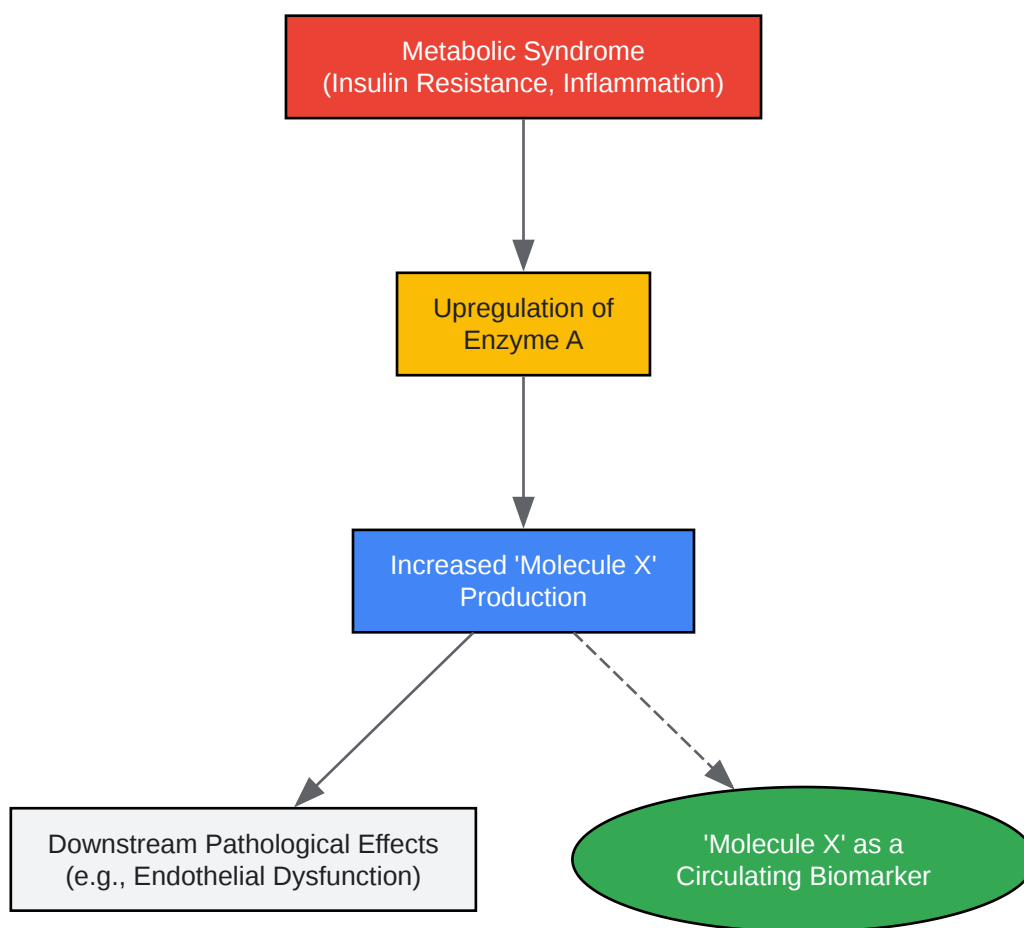 Metabolic Syndrome
(Insulin Resistance, Inflammation)
Upregulation of
Enzyme A
Increased 'Molecule X'
Production
Downstream Pathological Effects
(e.g., Endothelial Dysfunction)
'Molecule X' as a
Circulating Biomarker